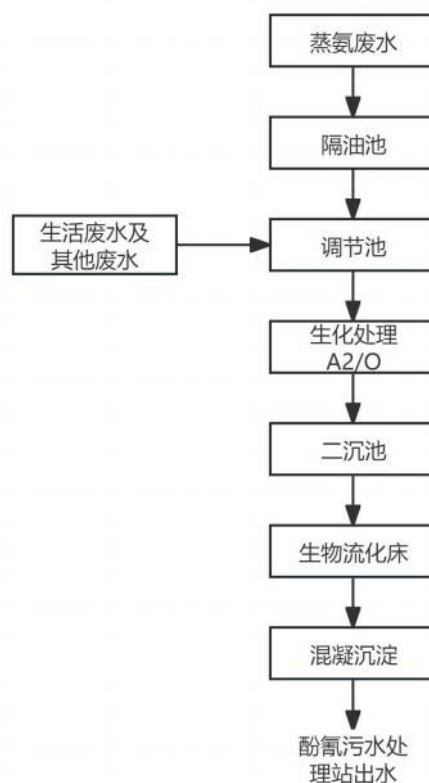 蒸氨废水
隔油池
生活废水及
其他废水
调节池
生化处理
A2/O
二沉池
生物流化床
混凝沉淀
酚氰污水处
理站出水